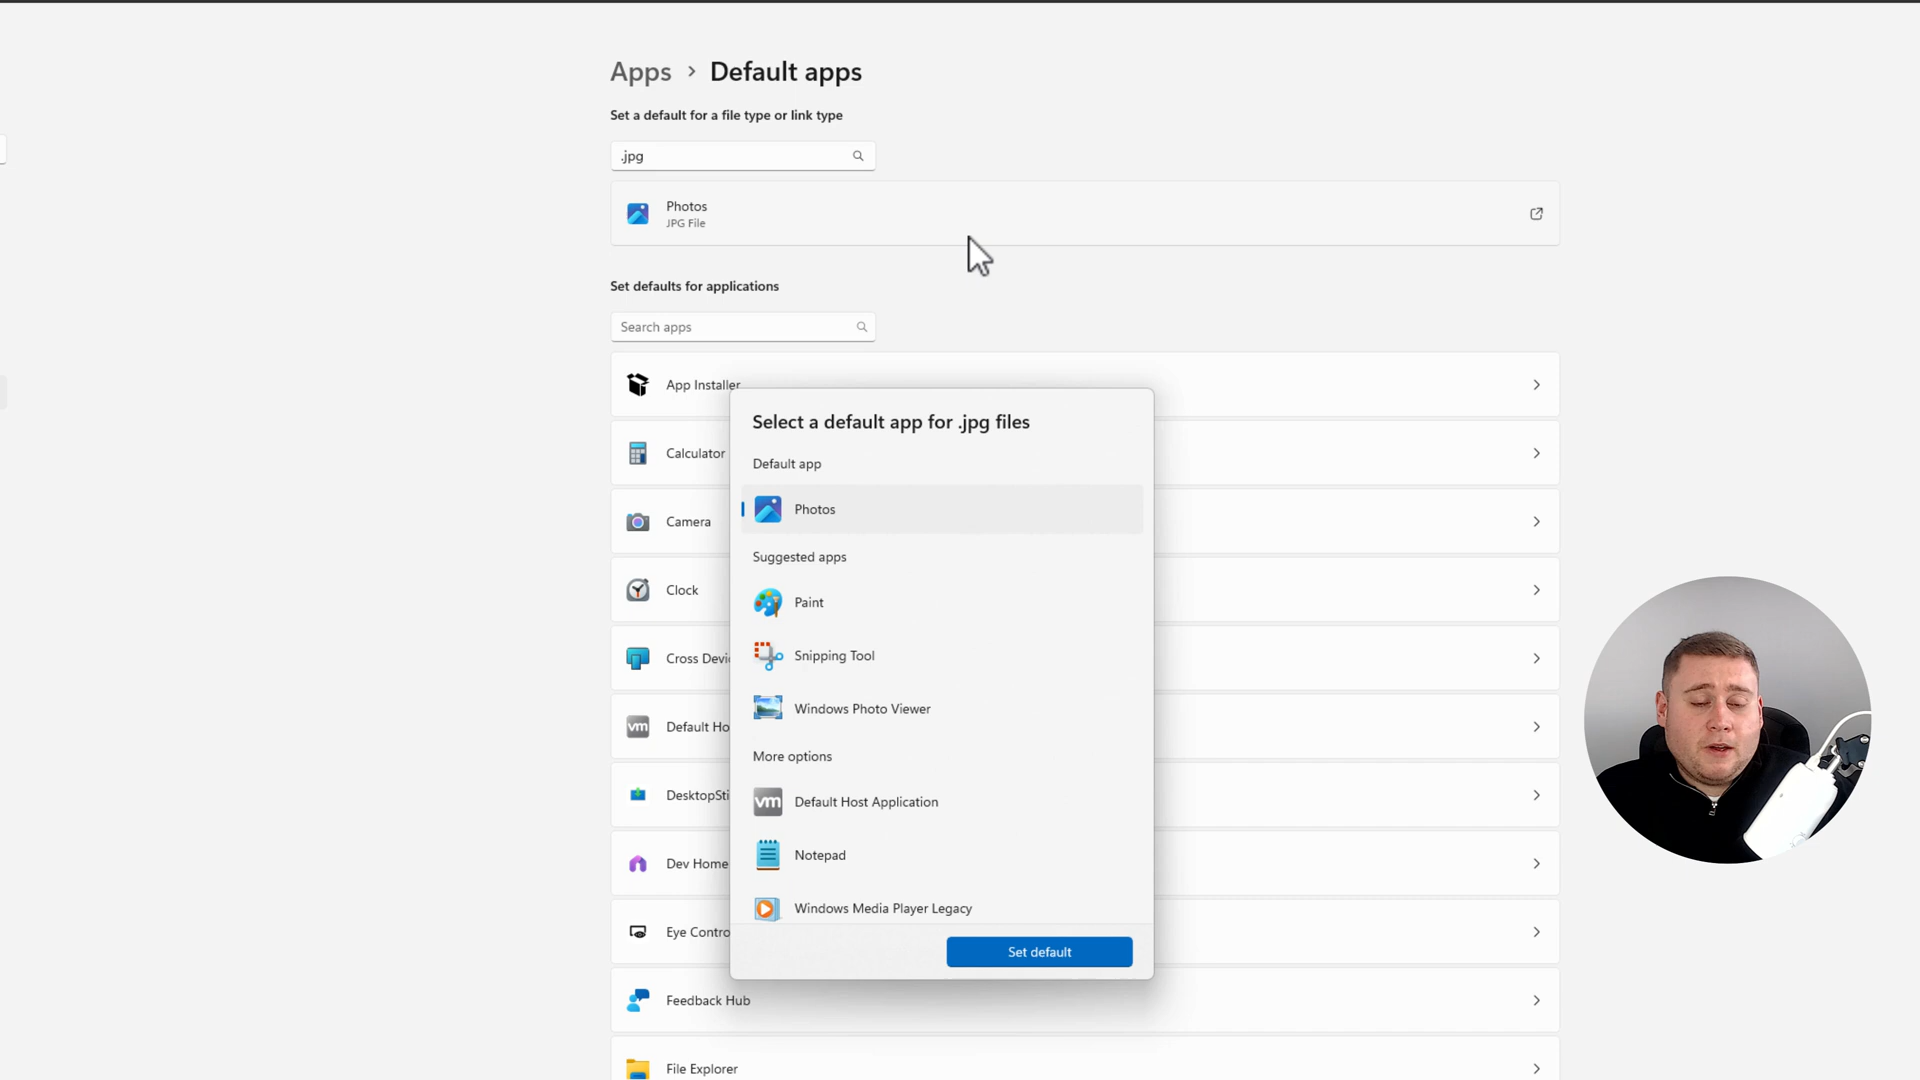 Apps > Default apps
Set a default for a file type or link type
.jpg
Photos
JPG File
Set defaults for applications
Search apps
App Installer
Calculator
Camera
Clock
Cross Devi
vm Default Ho
DesktopSti
Dev Home
Eye Contro
Feedback Hub
File Explorer
Select a default app for .jpg files
Default app
Photos
Suggested apps
Paint
Snipping Tool
Windows Photo Viewer
More options
vm Default Host Application
Notepad
Windows Media Player Legacy
Set default